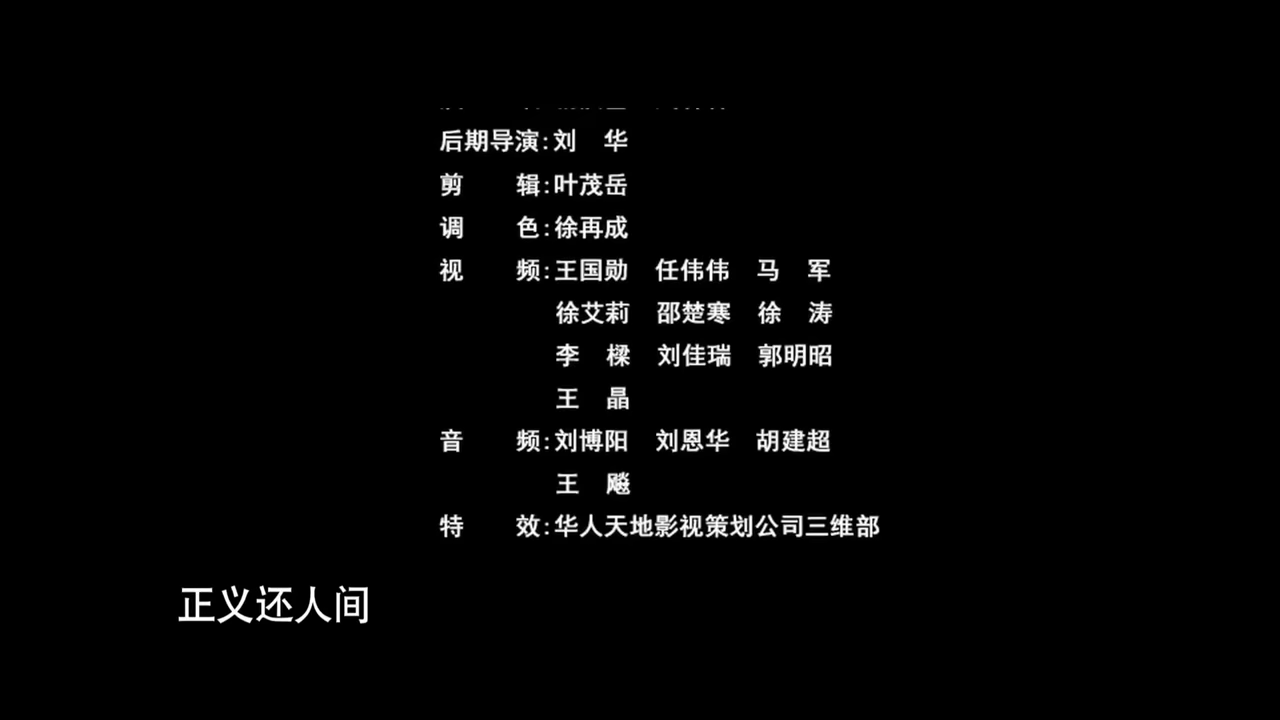 后期导演:刘 华
剪 辑:叶茂岳
调 色:徐再成
视 频:王国勋 任伟伟 马 军
徐艾莉 邵楚寒 徐 涛
李 樑 刘佳瑞 郭明昭
王 晶
音 频:刘博阳 刘恩华 胡建超
王 飚
特 效:华人天地影视策划公司三维部
正义还人间